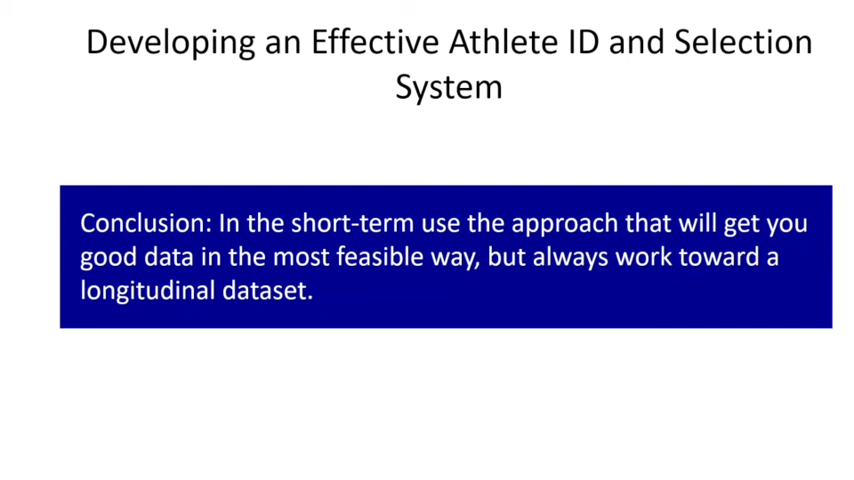 Developing an Effective Athlete ID and Selection
System
Conclusion: In the short-term use the approach that will get you
good data in the most feasible way, but always work toward a
longitudinal dataset.